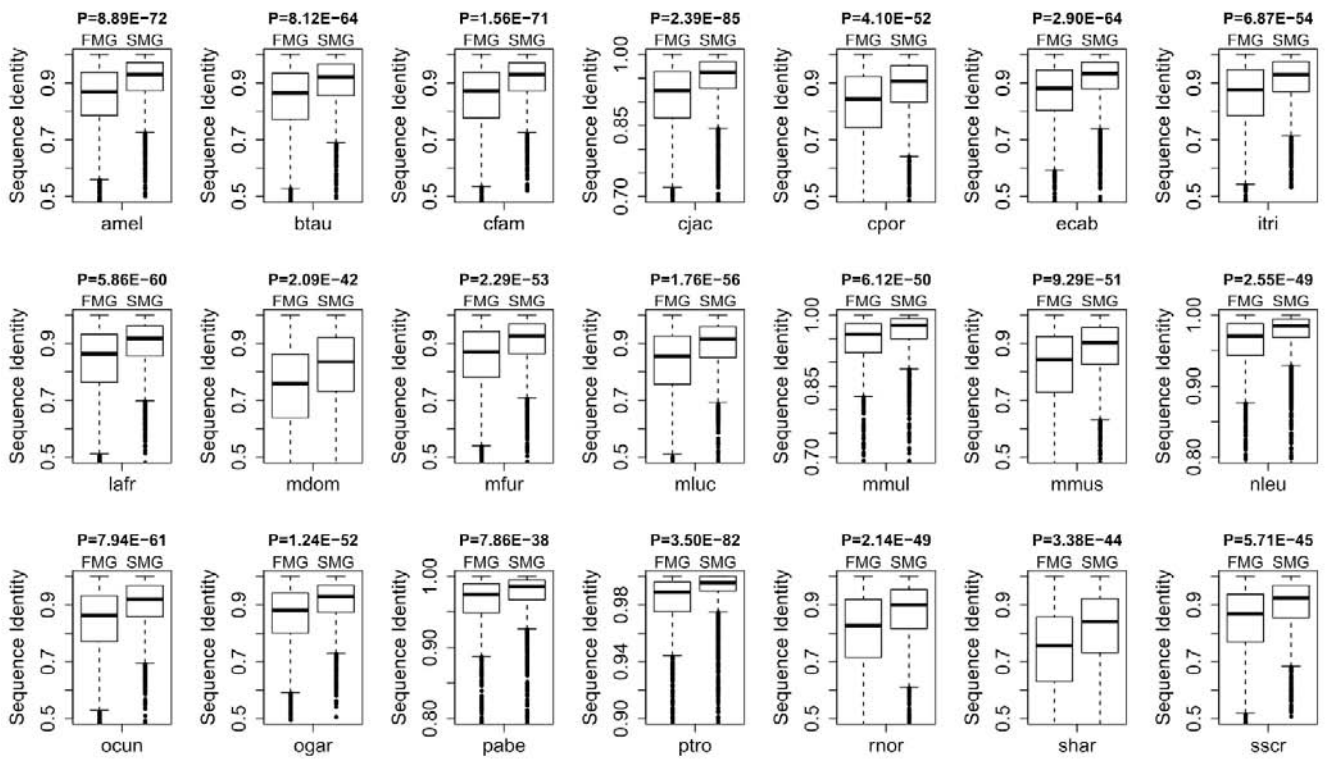 P=8.89E−72 P=8.12E−64 P=1.56E−71 P=2.39E−85 P=4.10E−52 P=2.90E−64 P=6.87E−54
FMG SMG FMG SMG FMG SMG FMG SMG FMG SMG FMG SMG FMG SMG
Sequence Identity 0.5 0.7 0.9
Sequence Identity 0.5 0.7 0.9
Sequence Identity 0.5 0.7 0.9
Sequence Identity 0.70 0.85 1.00
Sequence Identity 0.5 0.7 0.9
Sequence Identity 0.5 0.7 0.9
Sequence Identity 0.5 0.7 0.9
amel btau cfam cjac cpor ecab itri
P=5.86E−60 P=2.09E−42 P=2.29E−53 P=1.76E−56 P=6.12E−50 P=9.29E−51 P=2.55E−49
FMG SMG FMG SMG FMG SMG FMG SMG FMG SMG FMG SMG FMG SMG
Sequence Identity 0.5 0.7 0.9
Sequence Identity 0.5 0.7 0.9
Sequence Identity 0.5 0.7 0.9
Sequence Identity 0.5 0.7 0.9
Sequence Identity 0.70 0.85 1.00
Sequence Identity 0.5 0.7 0.9
Sequence Identity 0.80 0.90 1.00
lafr mdom mfur mluc mmul mmus nleu
P=7.94E−61 P=1.24E−52 P=7.86E−38 P=3.50E−82 P=2.14E−49 P=3.38E−44 P=5.71E−45
FMG SMG FMG SMG FMG SMG FMG SMG FMG SMG FMG SMG FMG SMG
Sequence Identity 0.5 0.7 0.9
Sequence Identity 0.5 0.7 0.9
Sequence Identity 0.80 0.90 1.00
Sequence Identity 0.90 0.94 0.98
Sequence Identity 0.5 0.7 0.9
Sequence Identity 0.5 0.7 0.9
Sequence Identity 0.5 0.7 0.9
ocun ogar pabe ptro rnor shar sscr